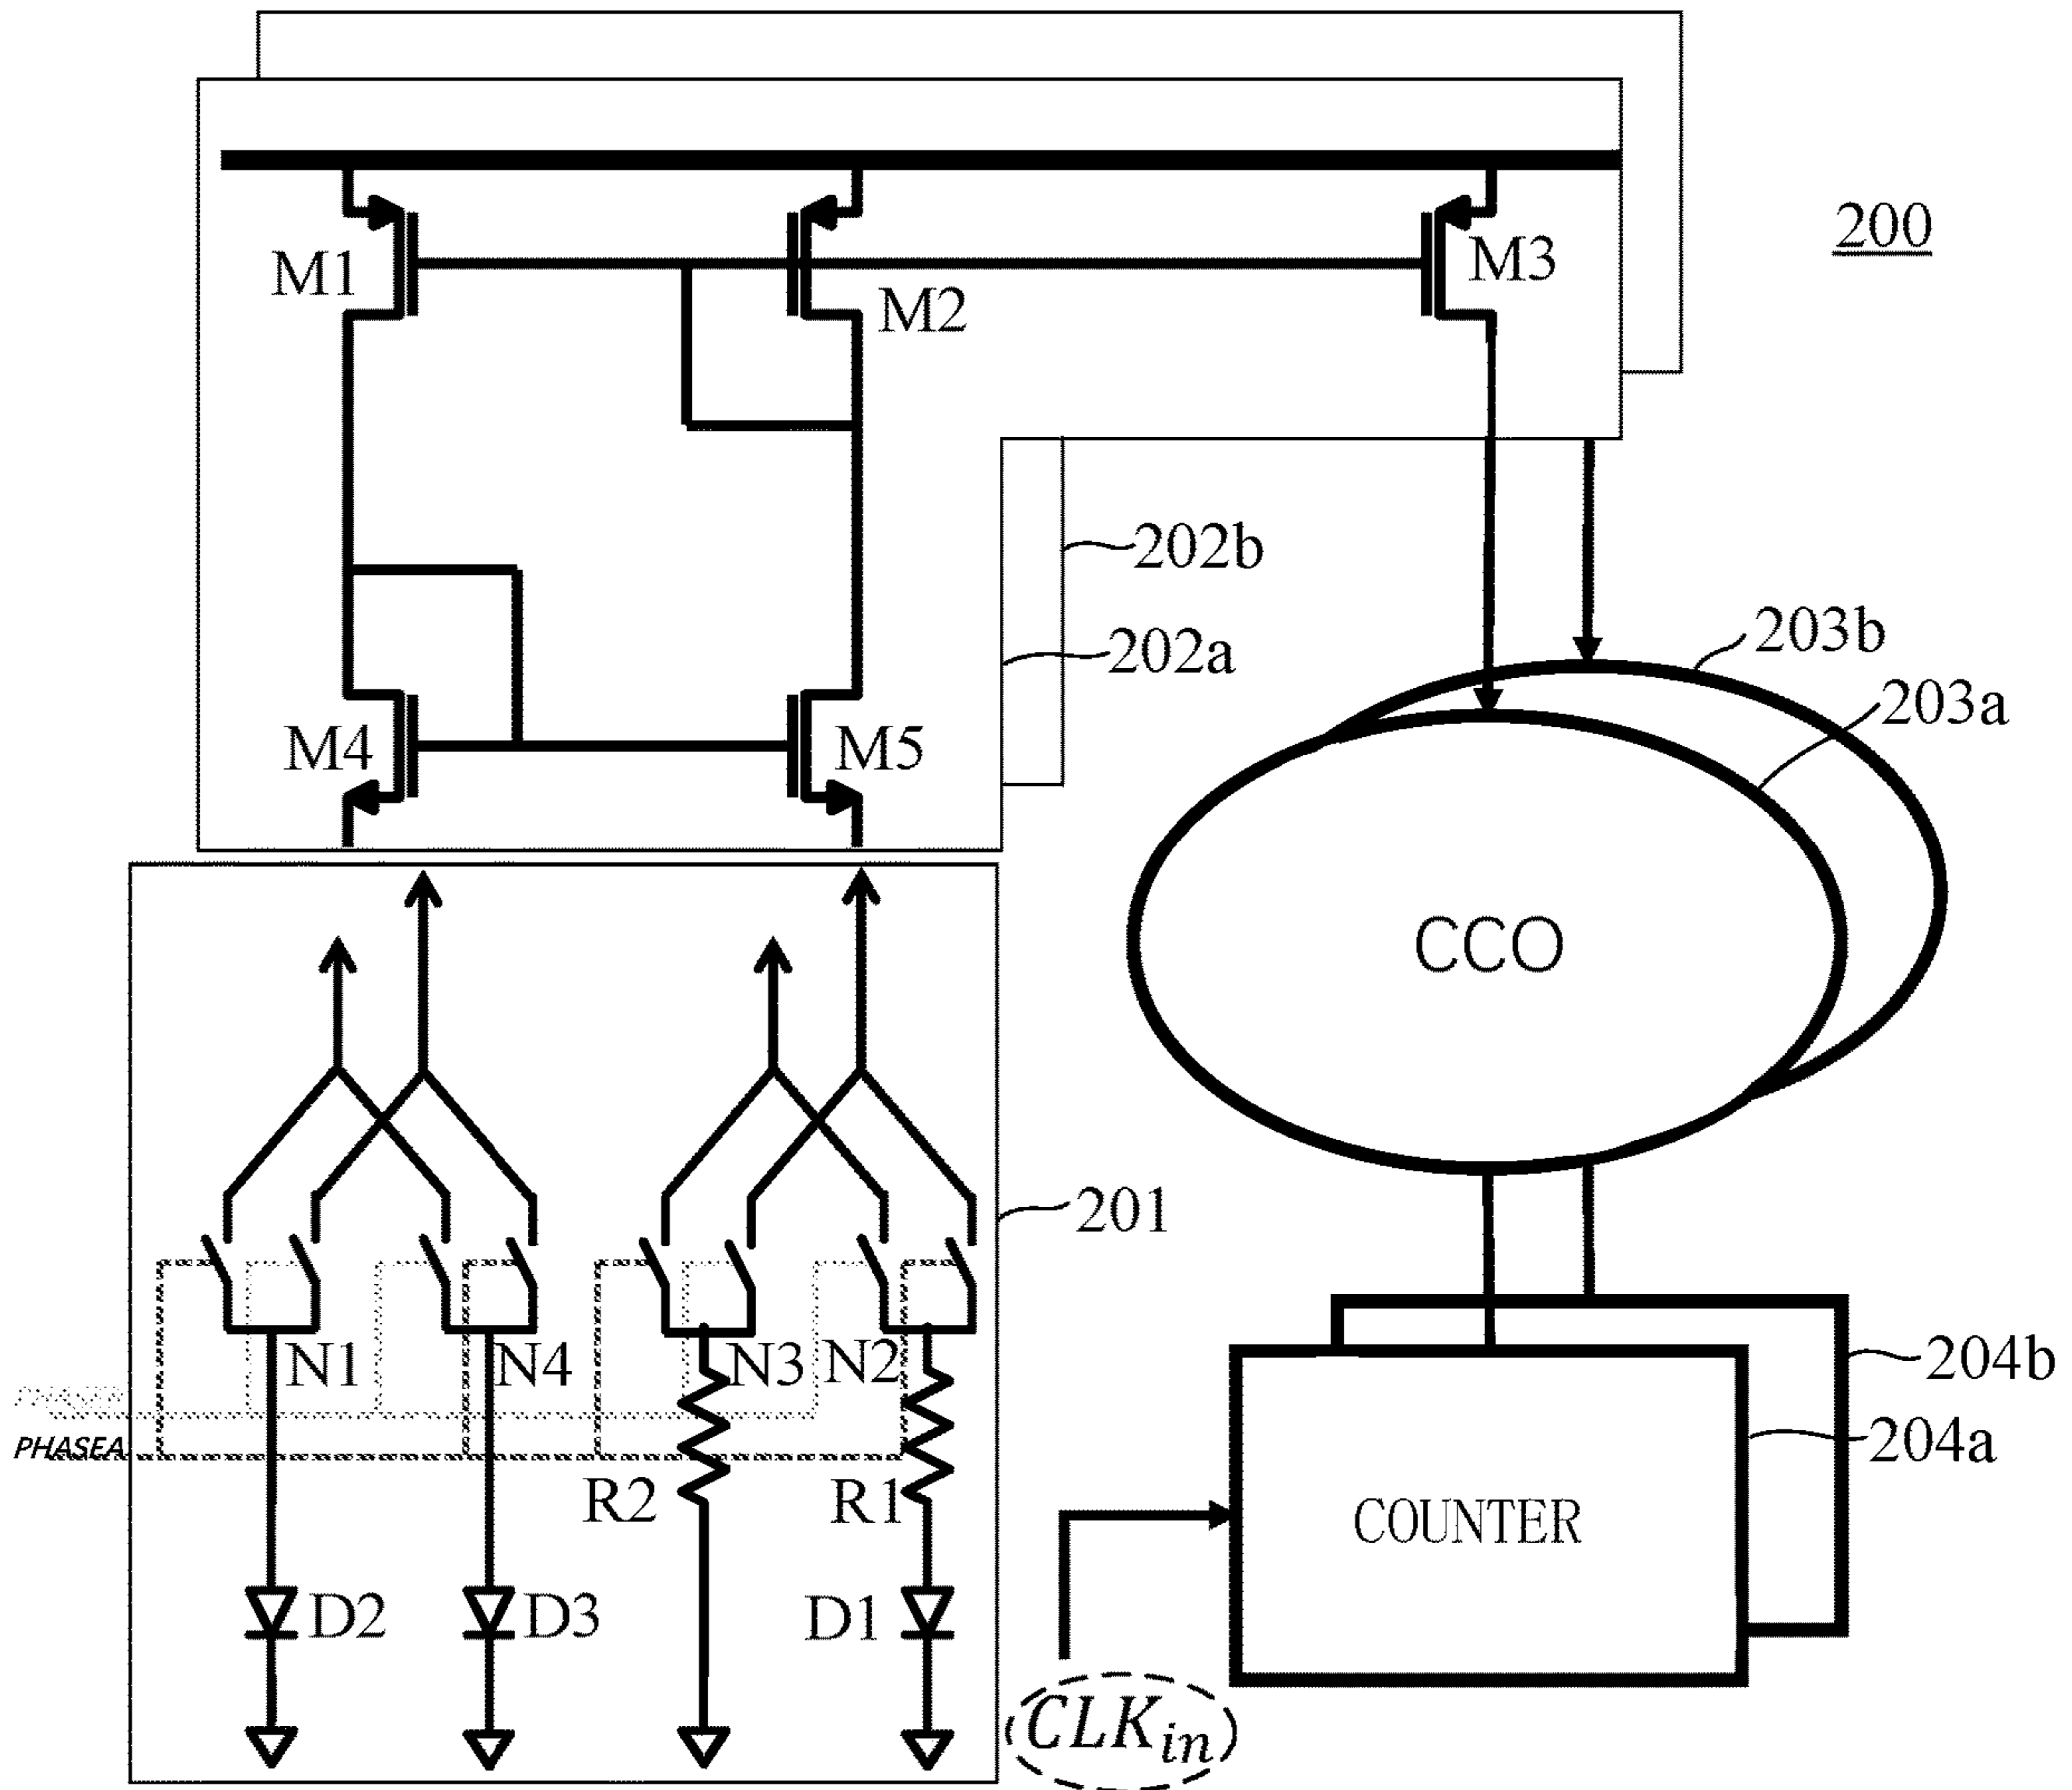 200
M1
M2
M3
202b
202a
203b
203a
M4
M5
CCO
201
N1
N4
N3
N2
PHASEA
R2
R1
204b
204a
COUNTER
D2
D3
D1
CLKin